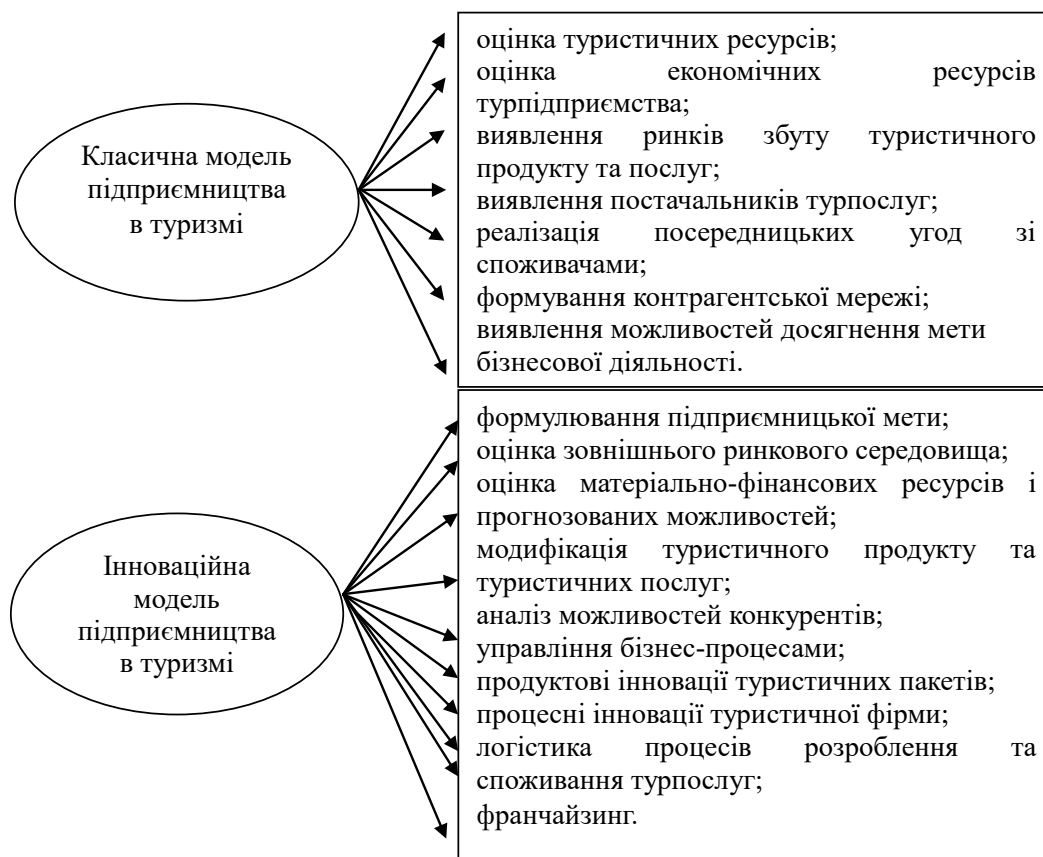 Класична модель
підприємництва
в туризмі
оцінка туристичних ресурсів;
оцінка економічних ресурсів
турпідприємства;
виявлення ринків збуту туристичного
продукту та послуг;
виявлення постачальників турпослуг;
реалізація посередницьких угод зі
споживачами;
формування контрагентської мережі;
виявлення можливостей досягнення мети
бізнесової діяльності.
Інноваційна
модель
підприємництва
в туризмі
формулювання підприємницької мети;
оцінка зовнішнього ринкового середовища;
оцінка матеріально-фінансових ресурсів і
прогнозованих можливостей;
модифікація туристичного продукту та
туристичних послуг;
аналіз можливостей конкурентів;
управління бізнес-процесами;
продуктові інновації туристичних пакетів;
процесні інновації туристичної фірми;
логістика процесів розроблення та
споживання турпослуг;
франчайзинг.